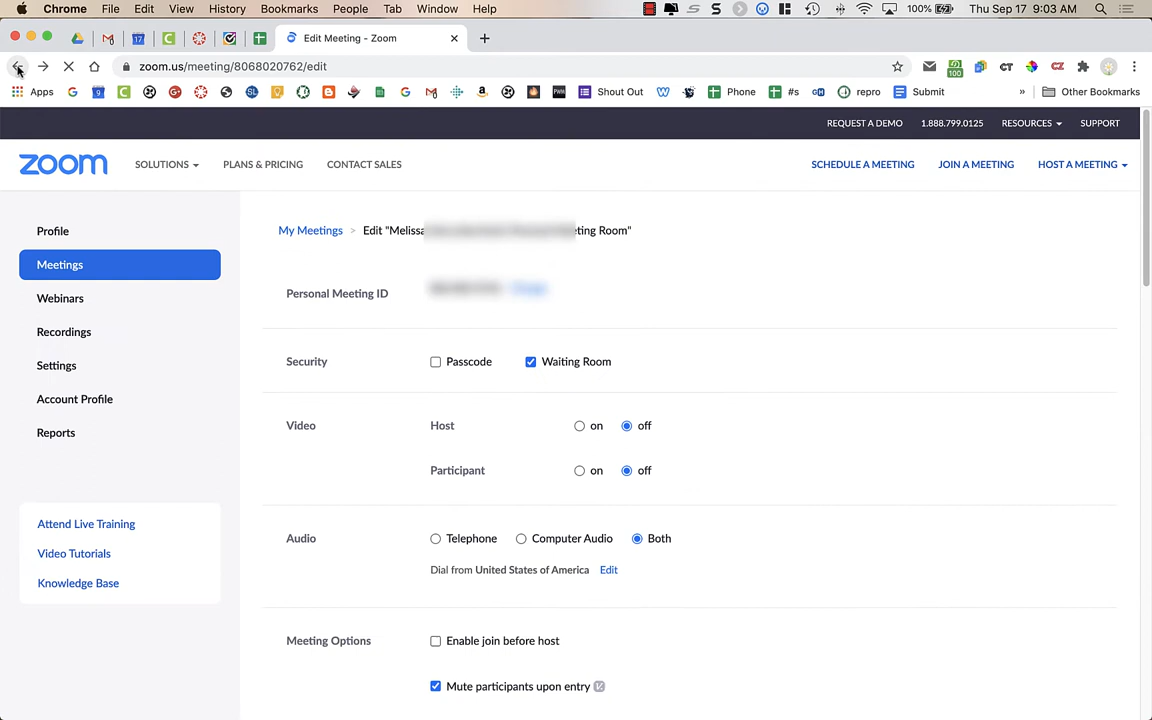 Chrome File Edit View History Bookmarks People Tab Window Help 100% Thu Sep 17 9:03 AM
Edit Meeting - Zoom
zoom.us/meeting/8068020762/edit
Apps Shout Out Phone #s repro Submit » Other Bookmarks
REQUEST A DEMO 1.888.799.0125 RESOURCES SUPPORT
zoom SOLUTIONS PLANS & PRICING CONTACT SALES SCHEDULE A MEETING JOIN A MEETING HOST A MEETING
Profile
Meetings
Webinars
Recordings
Settings
Account Profile
Reports
Attend Live Training
Video Tutorials
Knowledge Base
My Meetings > Edit "Melissa ting Room"
Personal Meeting ID
Security Passcode Waiting Room
Video Host on off
Participant on off
Audio Telephone Computer Audio Both
Dial from United States of America Edit
Meeting Options Enable join before host
Mute participants upon entry